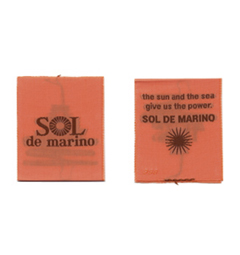 SOL
de marino
the sun and the sea
give us the power.
SOL DE MARINO